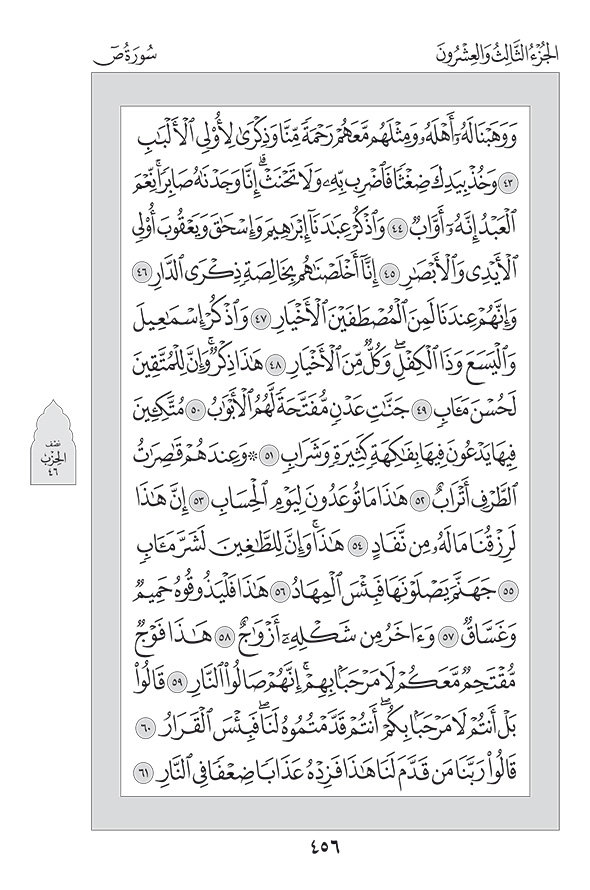 الجُزْءُ الثَّالِثُ وَالعِشْرُونَ
سُورَةُ صٓ
وَوَهَبۡنَا لَهُۥٓ أَهۡلَهُۥ وَمِثۡلَهُم مَّعَهُمۡ رَحۡمَةٗ مِّنَّا وَذِكۡرَىٰ لِأُوْلِي ٱلۡأَلۡبَٰبِ
٤٣ وَخُذۡ بِيَدِكَ ضِغۡثٗا فَٱضۡرِب بِّهِۦ وَلَا تَحۡنَثۡۗ إِنَّا وَجَدۡنَٰهُ صَابِرٗاۚ نِّعۡمَ
ٱلۡعَبۡدُ إِنَّهُۥٓ أَوَّابٞ ٤٤ وَٱذۡكُرۡ عِبَٰدَنَآ إِبۡرَٰهِيمَ وَإِسۡحَٰقَ وَيَعۡقُوبَ أُوْلِي
ٱلۡأَيۡدِي وَٱلۡأَبۡصَٰرِ ٤٥ إِنَّآ أَخۡلَصۡنَٰهُم بِخَالِصَةٖ ذِكۡرَى ٱلدَّارِ ٤٦
وَإِنَّهُمۡ عِندَنَا لَمِنَ ٱلۡمُصۡطَفَيۡنَ ٱلۡأَخۡيَارِ ٤٧ وَٱذۡكُرۡ إِسۡمَٰعِيلَ
وَٱلۡيَسَعَ وَذَا ٱلۡكِفۡلِۖ وَكُلّٞ مِّنَ ٱلۡأَخۡيَارِ ٤٨ هَٰذَا ذِكۡرٞۚ وَإِنَّ لِلۡمُتَّقِينَ
لَحُسۡنَ مَـَٔابٖ ٤٩ جَنَّٰتِ عَدۡنٖ مُّفَتَّحَةٗ لَّهُمُ ٱلۡأَبۡوَٰبُ ٥٠ مُتَّكِـِٔينَ
فِيهَا يَدۡعُونَ فِيهَا بِفَٰكِهَةٖ كَثِيرَةٖ وَشَرَابٖ ٥١ ۞ وَعِندَهُمۡ قَٰصِرَٰتُ
ٱلطَّرۡفِ أَتۡرَابٌ ٥٢ هَٰذَا مَا تُوعَدُونَ لِيَوۡمِ ٱلۡحِسَابِ ٥٣ إِنَّ هَٰذَا
لَرِزۡقُنَا مَا لَهُۥ مِن نَّفَادٍ ٥٤ هَٰذَاۚ وَإِنَّ لِلطَّٰغِينَ لَشَرَّ مَـَٔابٖ
٥٥ جَهَنَّمَ يَصۡلَوۡنَهَا فَبِئۡسَ ٱلۡمِهَادُ ٥٦ هَٰذَا فَلۡيَذُوقُوهُ حَمِيمٞ
وَغَسَّاقٞ ٥٧ وَءَاخَرُ مِن شَكۡلِهِۦٓ أَزۡوَٰجٌ ٥٨ هَٰذَا فَوۡجٞ
مُّقۡتَحِمٞ مَّعَكُمۡ لَا مَرۡحَبَۢا بِهِمۡۚ إِنَّهُمۡ صَالُواْ ٱلنَّارِ ٥٩ قَالُواْ
بَلۡ أَنتُمۡ لَا مَرۡحَبَۢا بِكُمۡۖ أَنتُمۡ قَدَّمۡتُمُوهُ لَنَاۖ فَبِئۡسَ ٱلۡقَرَارُ ٦٠
قَالُواْ رَبَّنَا مَن قَدَّمَ لَنَا هَٰذَا فَزِدۡهُ عَذَابٗا ضِعۡفٗا فِي ٱلنَّارِ ٦١
نصف
الحِزْب
٤٦
٤٥٦